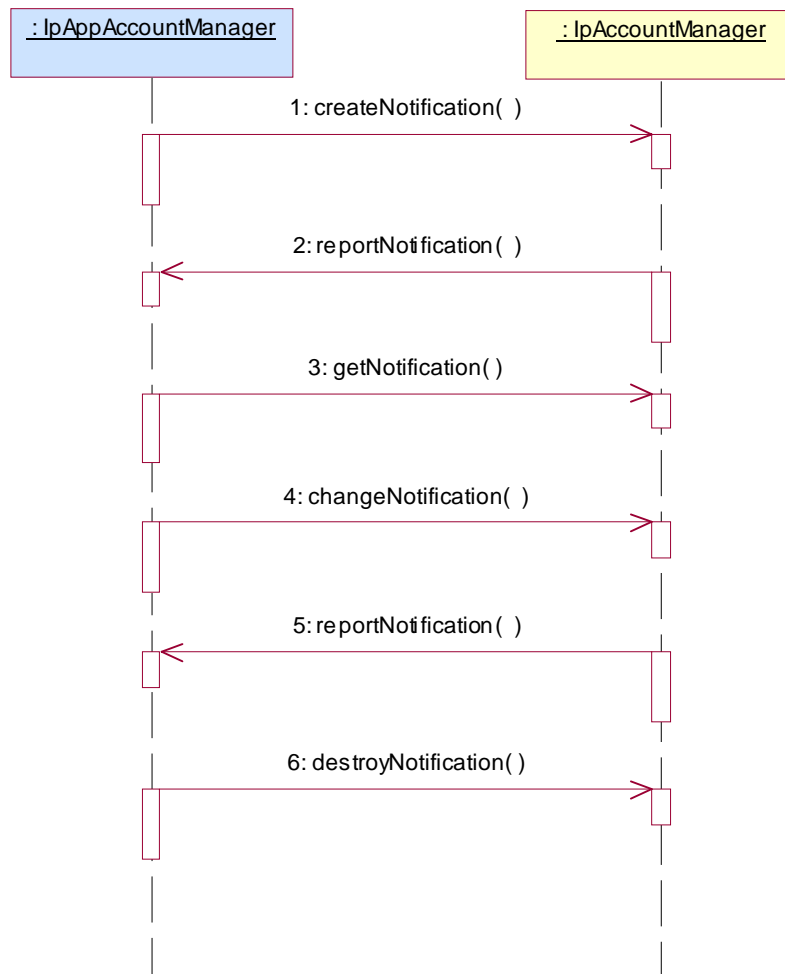 : IpAppAccountManager
: IpAccountManager
1: createNotification( )
2: reportNotification( )
3: getNotification( )
4: changeNotification( )
5: reportNotification( )
6: destroyNotification( )